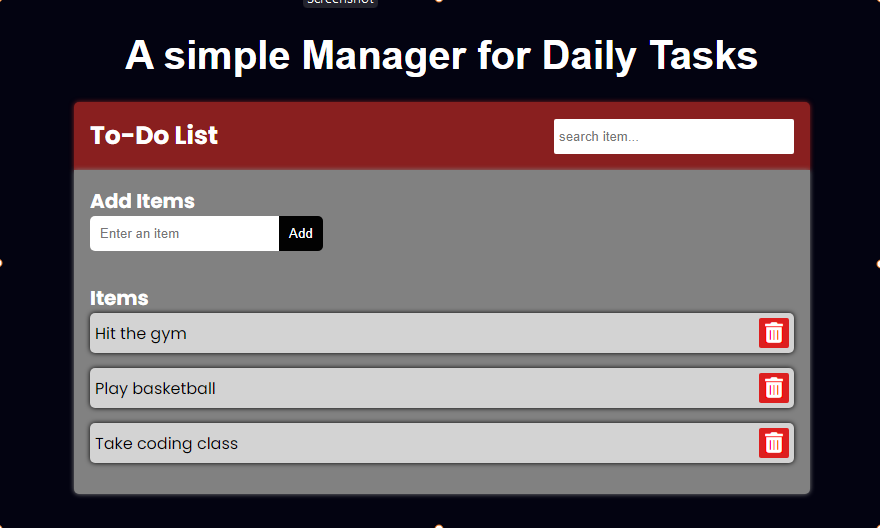 Screenshot
A simple Manager for Daily Tasks
To-Do List
search item...
Add Items
Enter an item
Add
Items
Hit the gym
Play basketball
Take coding class